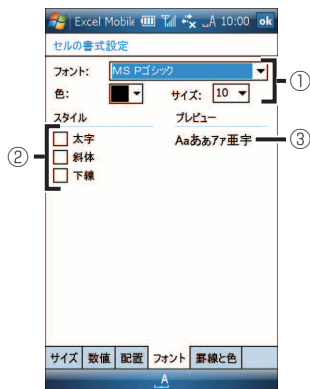 Excel Mobile A 10:00 ok
セルの書式設定
フォント: MS Pゴシック
色: サイズ: 10
①
スタイル プレビュー
② 太字 Aaあぁアァ亜字 ③
斜体
下線
サイズ 数値 配置 フォント 罫線と色
A